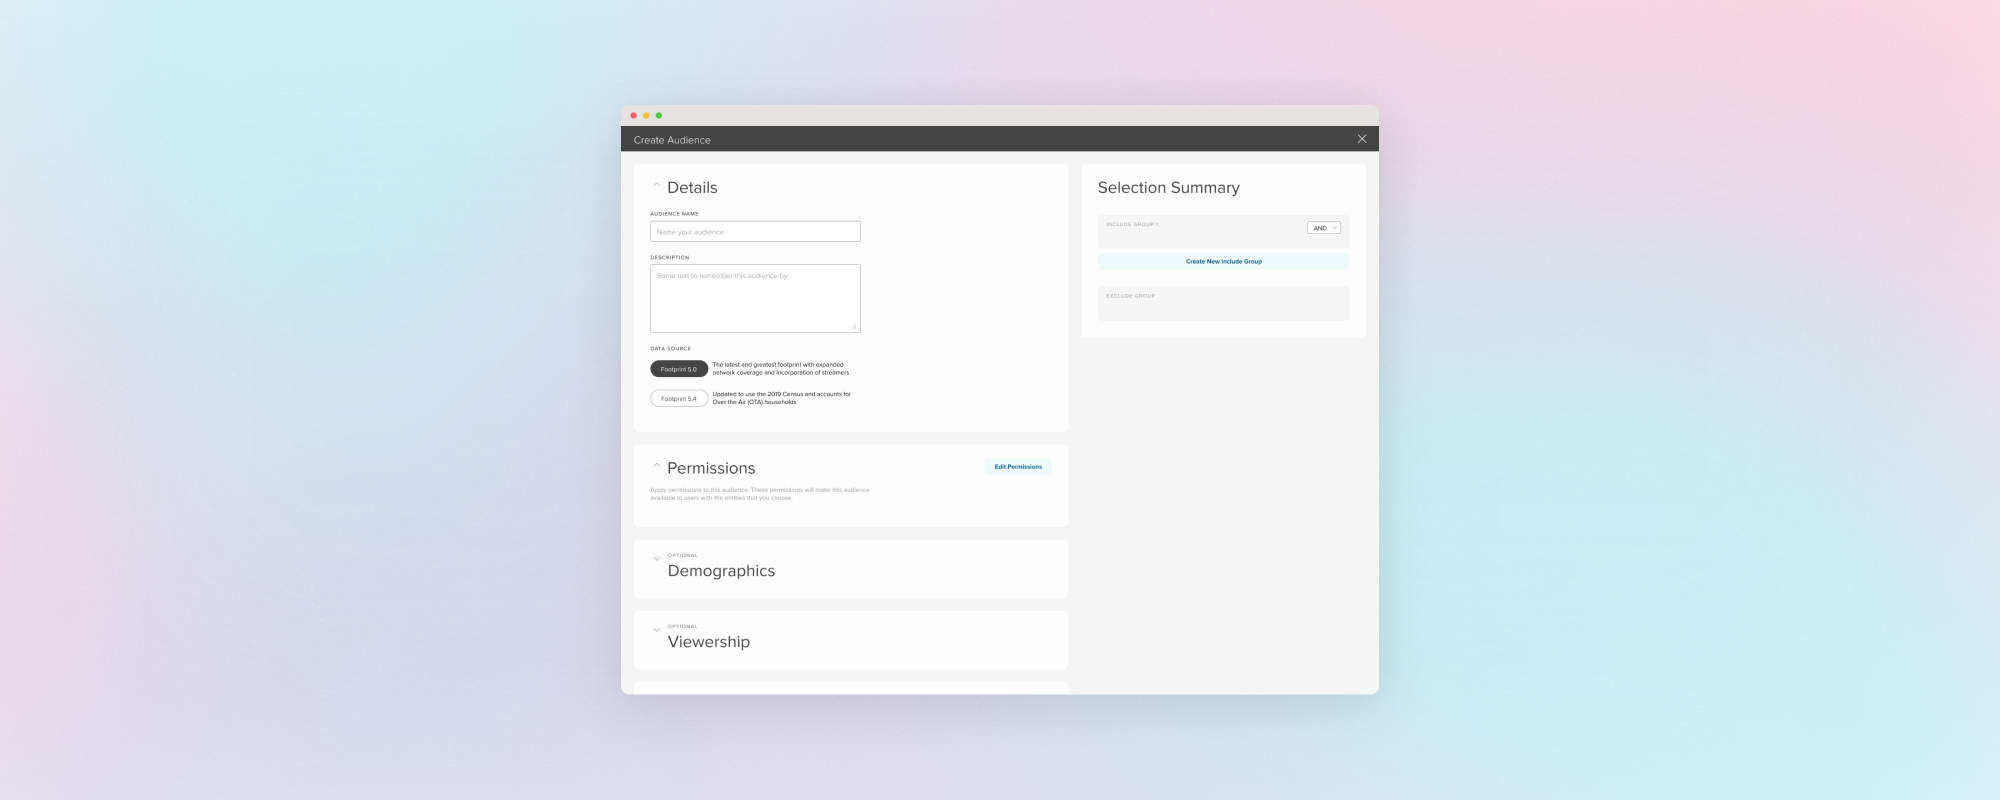 Create Audience
Details
AUDIENCE NAME
Name your audience
DESCRIPTION
Some text to remember this audience by
DATA SOURCE
Footprint 5.0
The latest and greatest footprint with expanded
network coverage and incorporation of streamers
Footprint 5.4
Updated to use the 2019 Census and accounts for
Over the Air (OTA) households
Permissions
Edit Permissions
Apply permissions to this audience. These permissions will make this audience
available to users with the entities that you choose.
OPTIONAL
Demographics
OPTIONAL
Viewership
Selection Summary
INCLUDE GROUP 1
AND
Create New Include Group
EXCLUDE GROUP